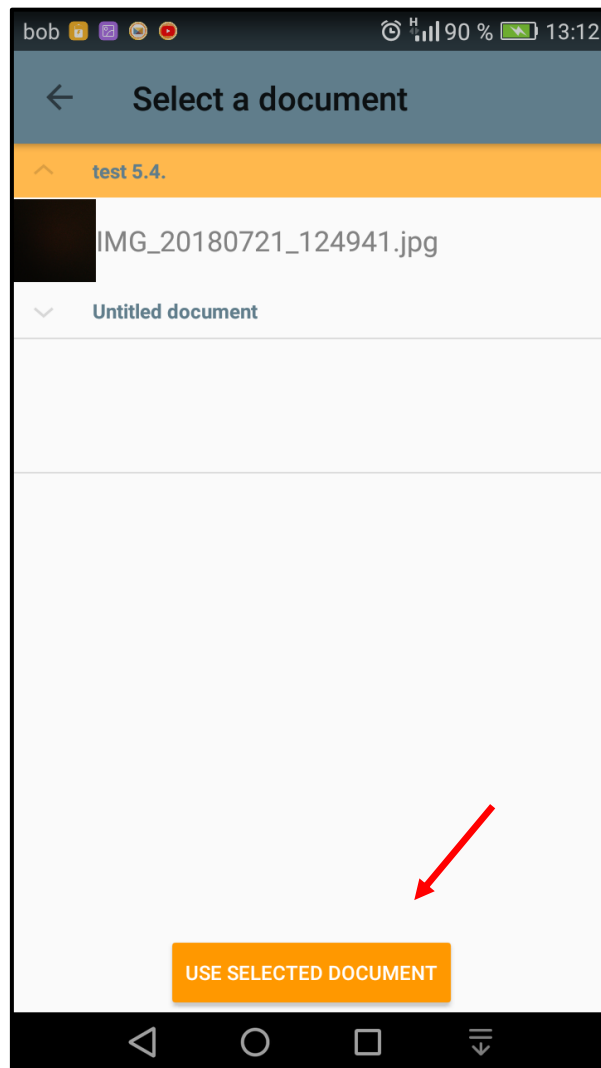 bob H 90 % 13:12
Select a document
test 5.4.
IMG_20180721_124941.jpg
Untitled document
USE SELECTED DOCUMENT